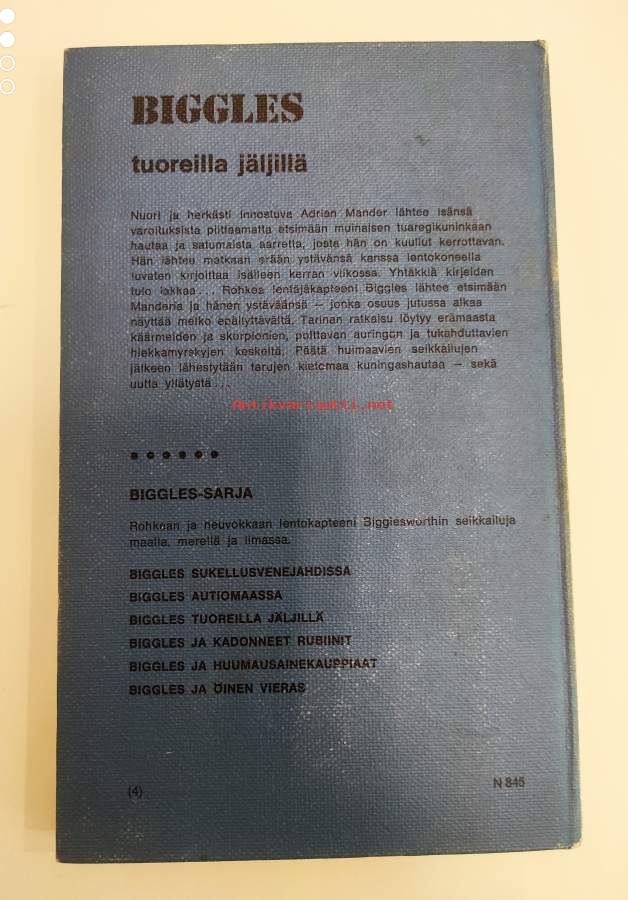 BIGGLES
tuoreilla jäljillä
Nuori ja herkästi innostuva Adrian Mander lähtee isänsä
varoituksista piittaamatta etsimään muinaisen tuaregikuninkaan
hautaa ja satumaista aarretta, josta hän on kuullut kerrottavan.
Hän lähtee matkaan erään ystävänsä kanssa lentokoneella
luvaten kirjoittaa isälleen kerran viikossa. Yhtäkkiä kirjeiden
tulo lakkaa... Rohkea lentäjäkapteeni Biggles lähtee etsimään
Manderia ja hänen ystäväänsä — jonka osuus jutussa alkaa
näyttää melko epäilyttävältä. Tarinan ratkaisu löytyy erämaasta
käärmeiden ja skorpionien, polttavan auringon ja tukahduttavien
hiekkamyrskyjen keskeltä. Päätä huimaavien seikkailujen
jälkeen lähestytään tarujen kietomaa kuningashautaa — sekä
uutta yllätystä...
Antikvariaatti.net
● ● ● ● ● ●
BIGGLES-SARJA
Rohkean ja neuvokkaan lentokapteeni Bigglesworthin seikkailuja
maalla, merellä ja ilmassa.
BIGGLES SUKELLUSVENEJAHDISSA
BIGGLES AUTIOMAASSA
BIGGLES TUOREILLA JÄLJILLÄ
BIGGLES JA KADONNEET RUBIINIT
BIGGLES JA HUUMAUSAINEKAUPPIAAT
BIGGLES JA ÖINEN VIERAS
(4) N 845